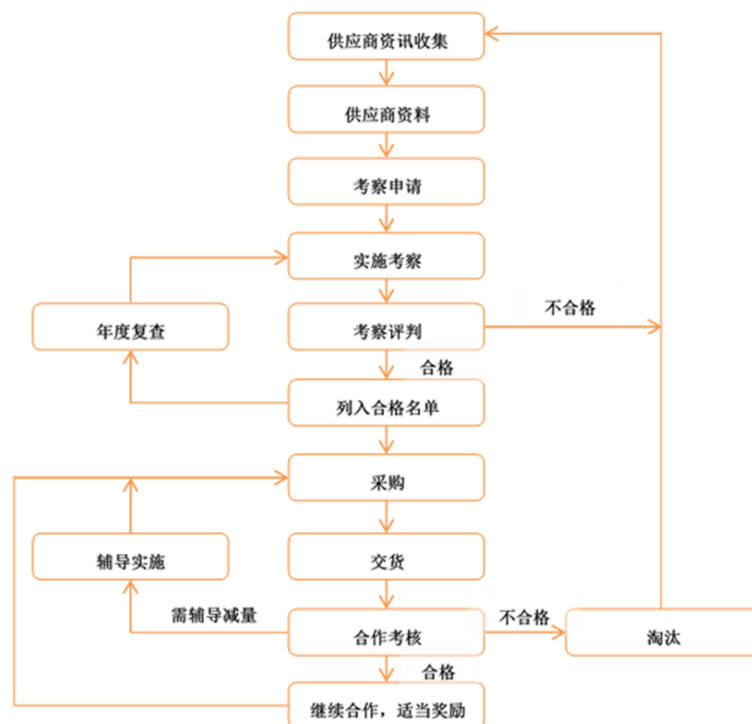 供应商资讯收集
供应商资料
考察申请
实施考察
年度复查
考察评判
不合格
合格
列入合格名单
采购
辅导实施
交货
需辅导减量
合作考核
不合格
淘汰
合格
继续合作，适当奖励